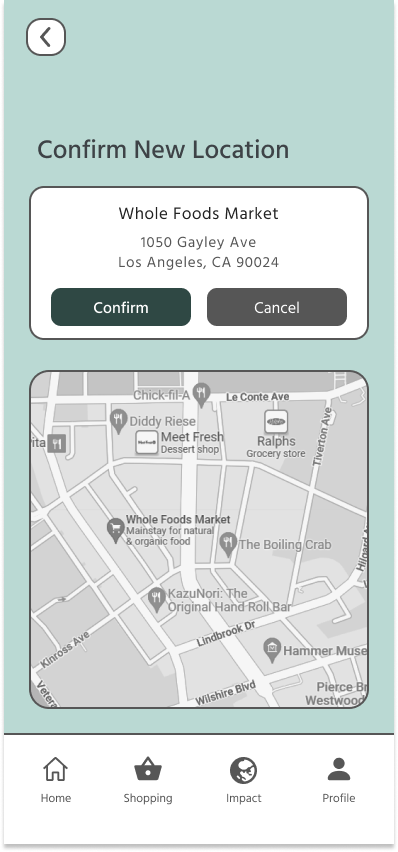 Confirm New Location
Whole Foods Market
1050 Gayley Ave
Los Angeles, CA 90024
Confirm
Cancel
Chick-fil-A
Le Conte Ave
Diddy Riese
Meet Fresh
Dessert shop
Ralphs
Grocery store
Tiverton Ave
ita
Whole Foods Market
Mainstay for natural
& organic food
The Boiling Crab
Hilgard A
KazuNori: The
Original Hand Roll Bar
Lindbrook Dr
Kinross Ave
Hammer Muse
Vetera
Wilshire Blvd
Pierce Br
Westwood
Home
Shopping
Impact
Profile